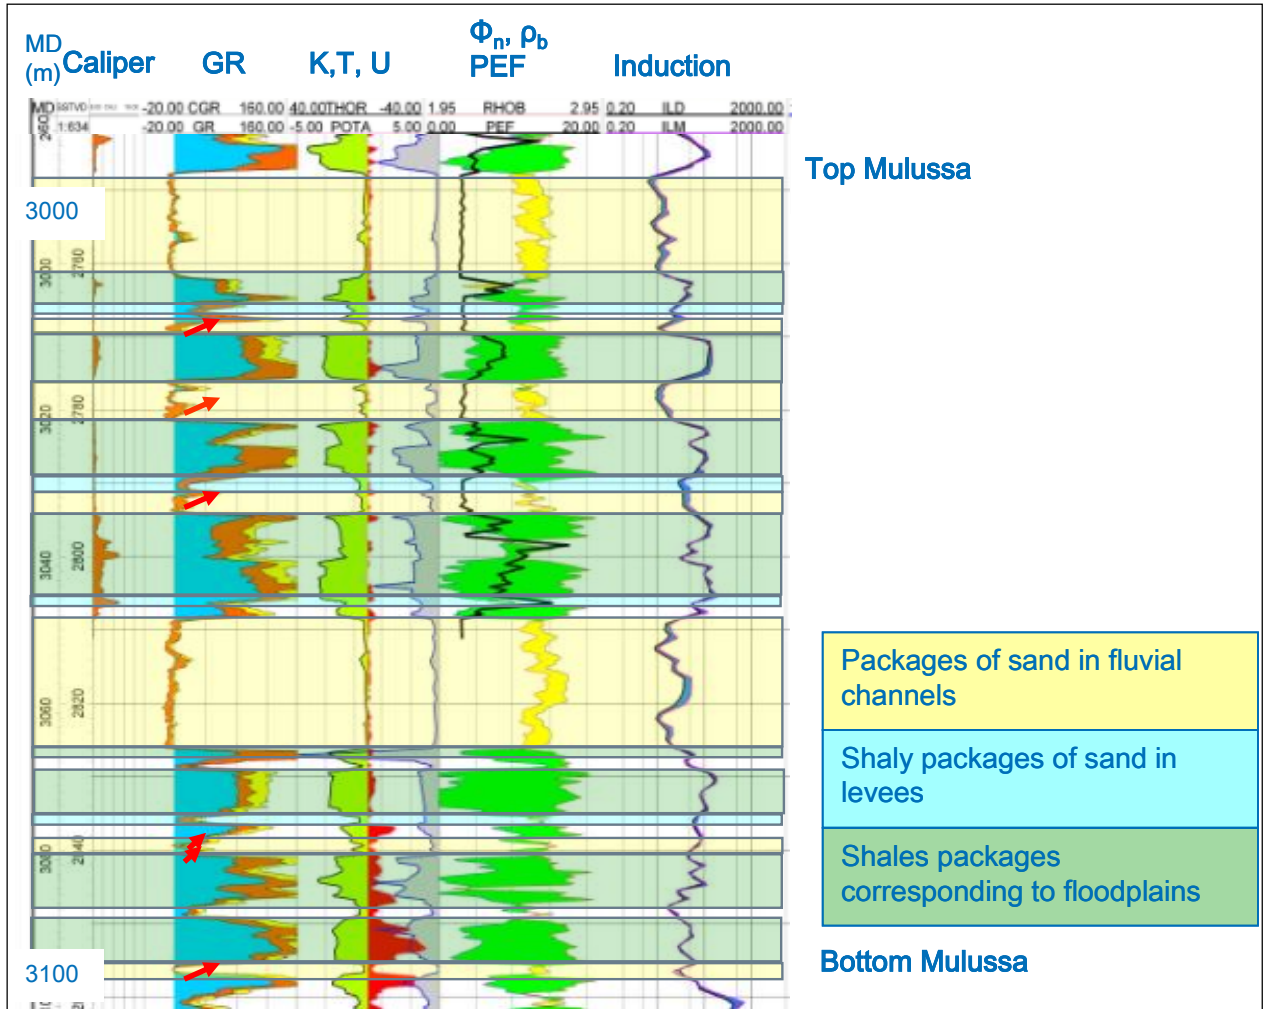 MD
(m)
Caliper
GR
K,T, U
Φn, ρb
PEF
Induction
MD SSTVD -20.00 CGR 160.00 40.00 THOR -40.00 1.95 RHOB 2.95 0.20 ILD 2000.00
1:634 -20.00 GR 160.00 -5.00 POTA 5.00 0.00 PEF 20.00 0.20 ILM 2000.00
Top Mulussa
3000
3000
2760
3020
2780
3040
2800
3060
2820
3080
2840
Packages of sand in fluvial
channels
Shaly packages of sand in
levees
Shales packages
corresponding to floodplains
3100
Bottom Mulussa